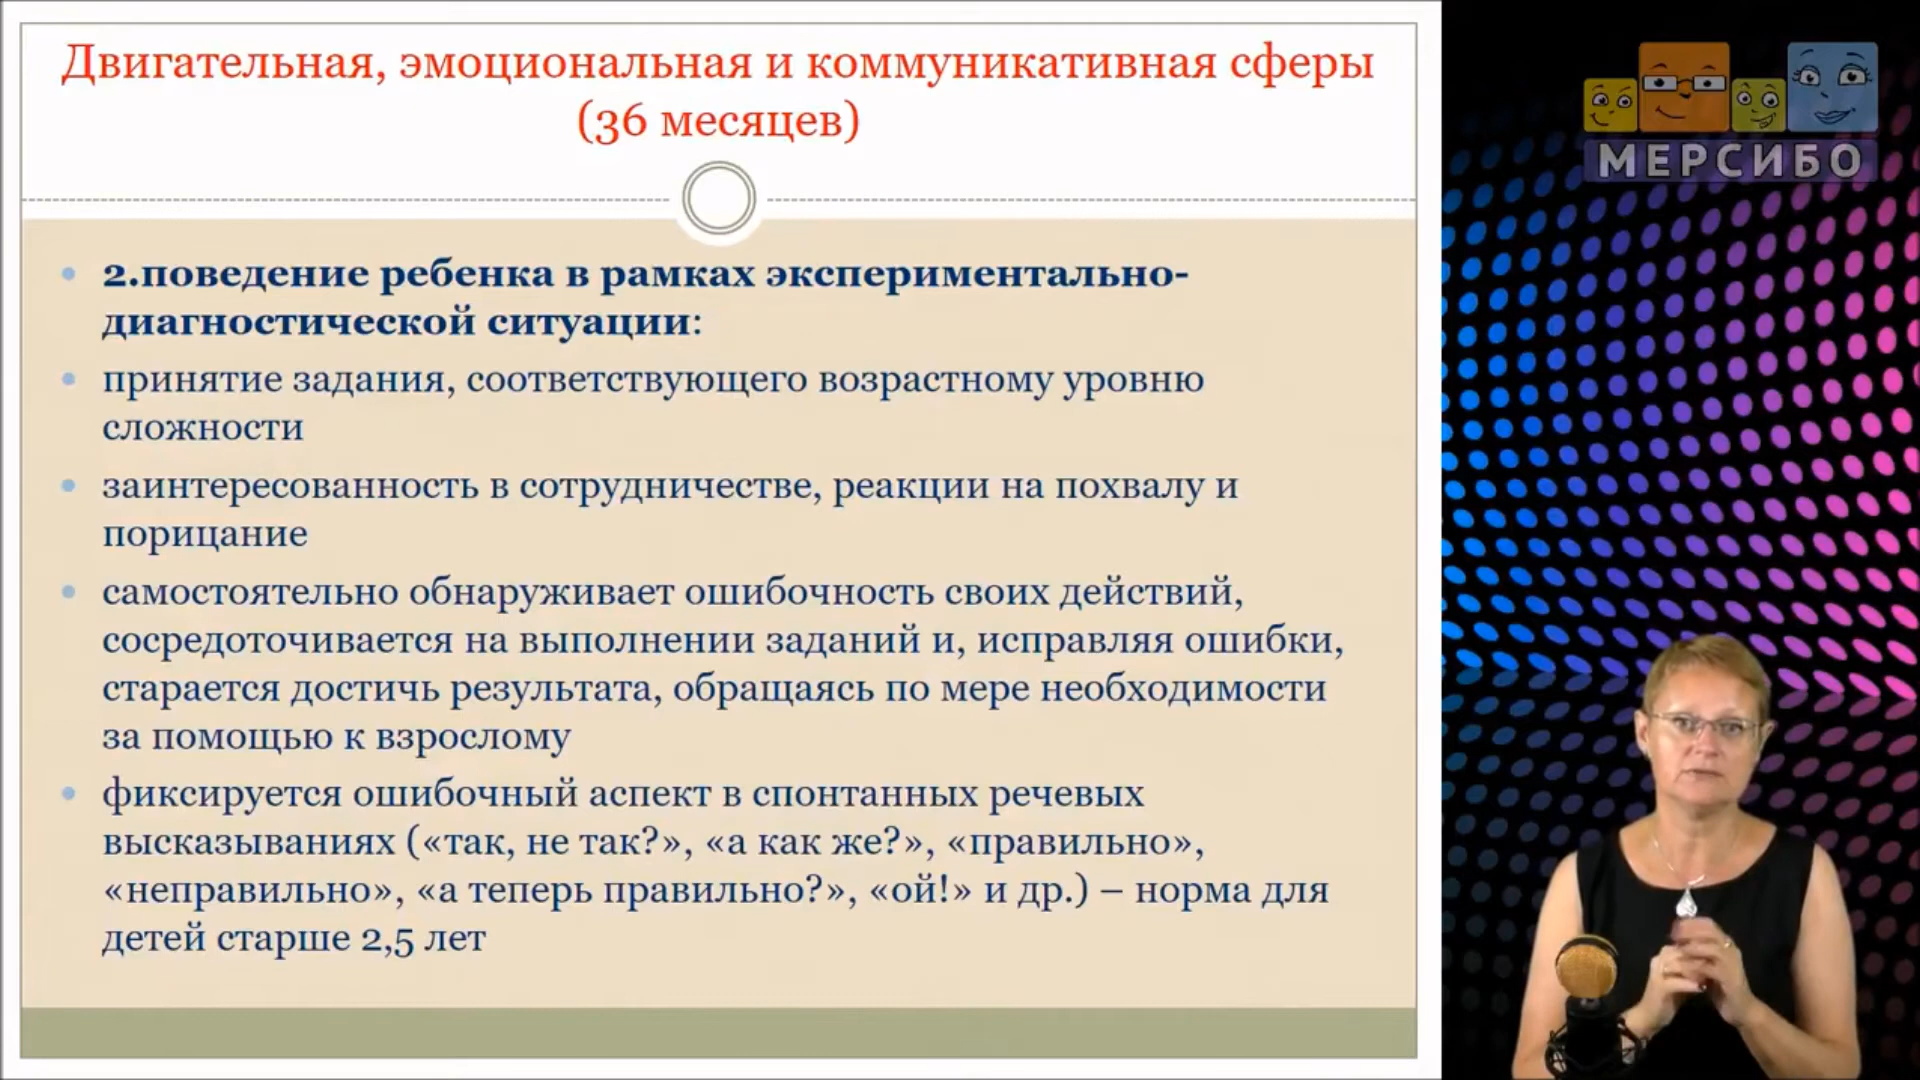 Двигательная, эмоциональная и коммуникативная сферы
(36 месяцев)
МЕРСИБО
2.поведение ребенка в рамках экспериментально-
диагностической ситуации:
принятие задания, соответствующего возрастному уровню
сложности
заинтересованность в сотрудничестве, реакции на похвалу и
порицание
самостоятельно обнаруживает ошибочность своих действий,
сосредоточивается на выполнении заданий и, исправляя ошибки,
старается достичь результата, обращаясь по мере необходимости
за помощью к взрослому
фиксируется ошибочный аспект в спонтанных речевых
высказываниях («так, не так?», «а как же?», «правильно»,
«неправильно», «а теперь правильно?», «ой!» и др.) – норма для
детей старше 2,5 лет